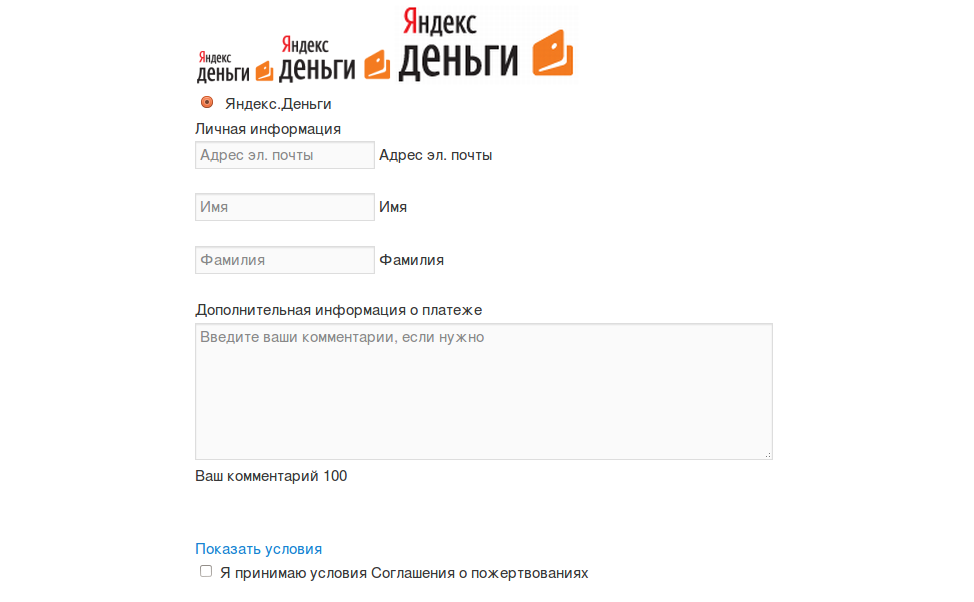 Яндекс деньги Яндекс деньги Яндекс деньги
Яндекс.Деньги
Личная информация
Адрес эл. почты Адрес эл. почты
Имя Имя
Фамилия Фамилия
Дополнительная информация о платеже
Введите ваши комментарии, если нужно
Ваш комментарий 100
Показать условия
Я принимаю условия Соглашения о пожертвованиях